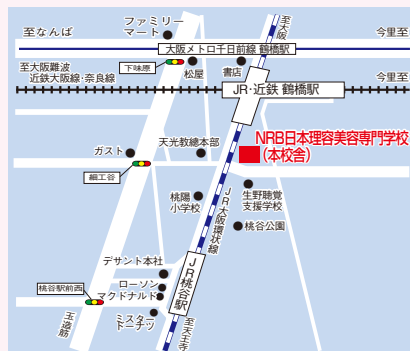 ファミリー
マート
至大阪
至なんば
今里至
大阪メトロ千日前線 鶴橋駅
下味原
松屋
書店
至大阪難波
近鉄大阪線・奈良線
今里至
JR・近鉄 鶴橋駅
ガスト
天光教総本部
NRB日本理容美容専門学校
(本校舎)
細工谷
桃陽
小学校
生野聴覚
支援学校
JR大阪環状線
桃谷公園
デサント本社
JR桃谷駅
桃谷駅前西
ローソン
マクドナルド
ミスター
ドーナツ
玉造筋
至天王寺